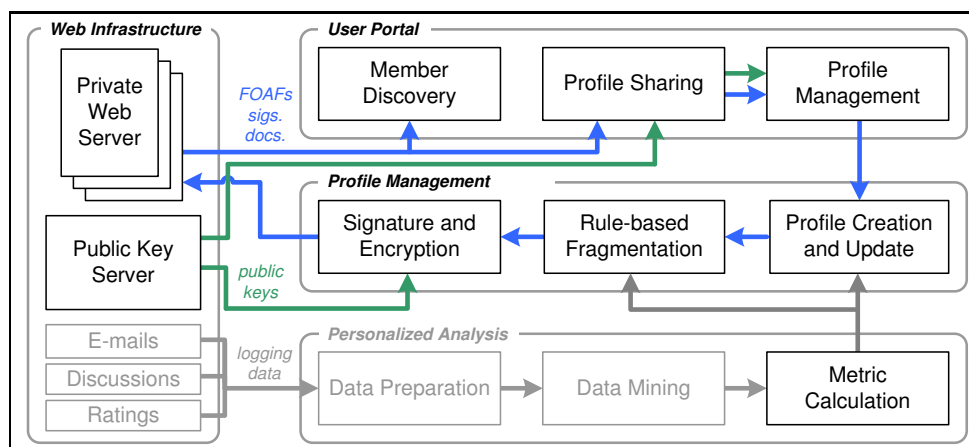 Web Infrastructure
Private
Web
Server
Public Key
Server
E-mails
Discussions
Ratings
FOAFs
sigs.
docs.
public
keys
logging
data
User Portal
Member
Discovery
Profile Sharing
Profile
Management
Profile Management
Signature and
Encryption
Rule-based
Fragmentation
Profile Creation
and Update
Personalized Analysis
Data Preparation
Data Mining
Metric
Calculation